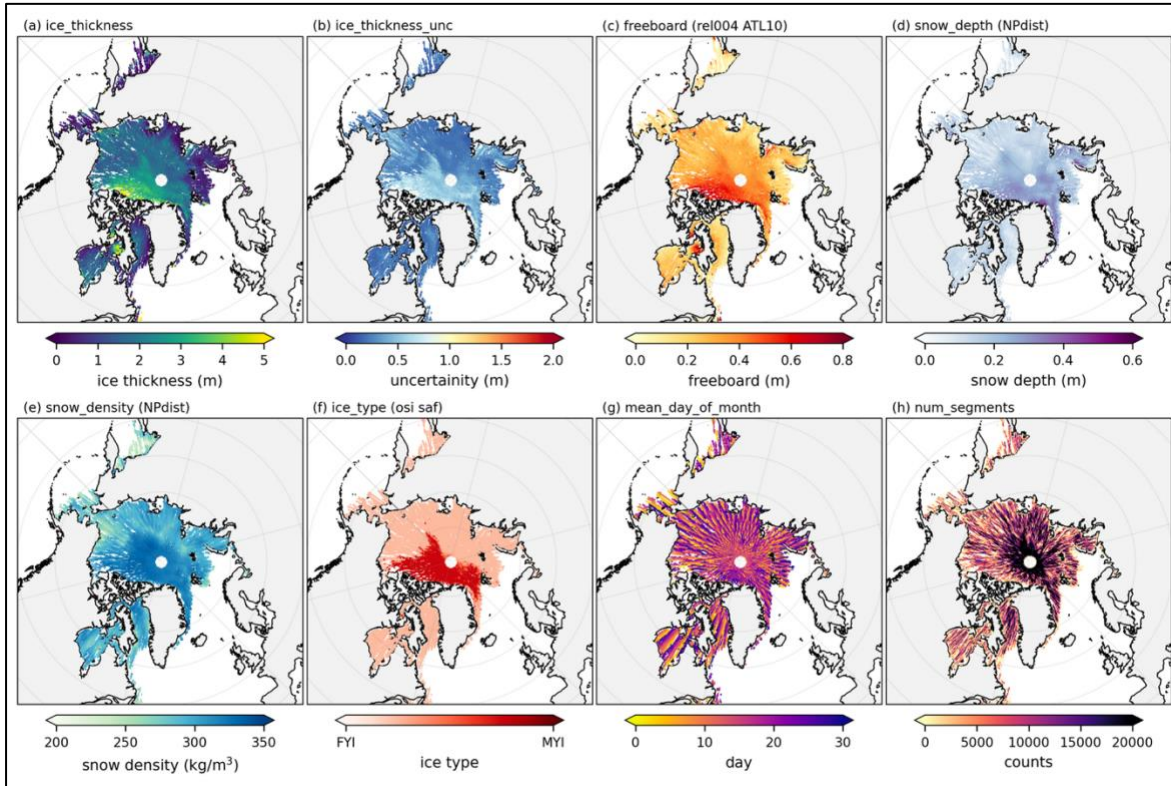 (a) ice_thickness
(b) ice_thickness_unc
(c) freeboard (rel004 ATL10)
(d) snow_depth (NPdist)
0 1 2 3 4 5
ice thickness (m)
0.0 0.5 1.0 1.5 2.0
uncertainity (m)
0.0 0.2 0.4 0.6 0.8
freeboard (m)
0.0 0.2 0.4 0.6
snow depth (m)
(e) snow_density (NPdist)
(f) ice_type (osi saf)
(g) mean_day_of_month
(h) num_segments
200 250 300 350
snow density (kg/m³)
FYI MYI
ice type
0 10 20 30
day
0 5000 10000 15000 20000
counts